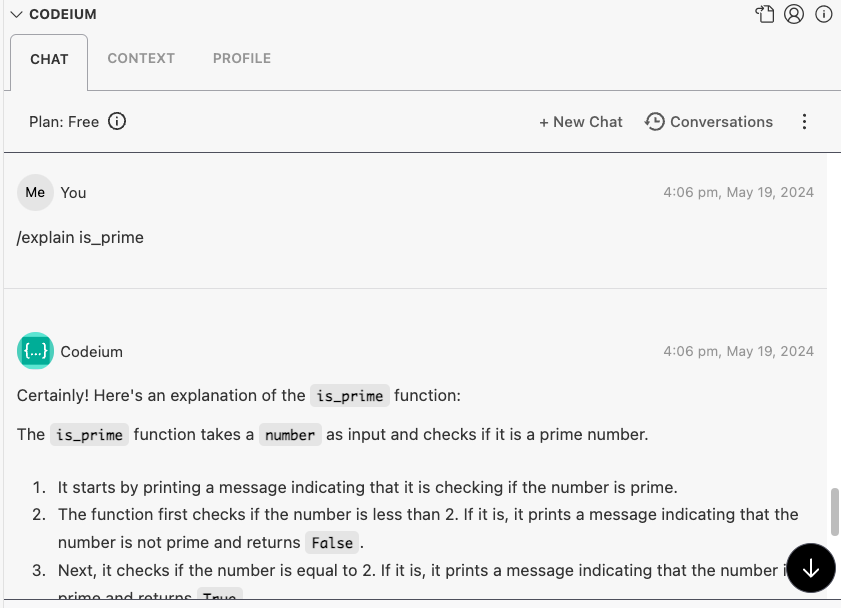 CODEIUM
CHAT CONTEXT PROFILE
Plan: Free + New Chat Conversations
Me You 4:06 pm, May 19, 2024
/explain is_prime
{...} Codeium 4:06 pm, May 19, 2024
Certainly! Here's an explanation of the is_prime function:
The is_prime function takes a number as input and checks if it is a prime number.
1. It starts by printing a message indicating that it is checking if the number is prime.
2. The function first checks if the number is less than 2. If it is, it prints a message indicating that the
number is not prime and returns False.
3. Next, it checks if the number is equal to 2. If it is, it prints a message indicating that the number
prime and returns True